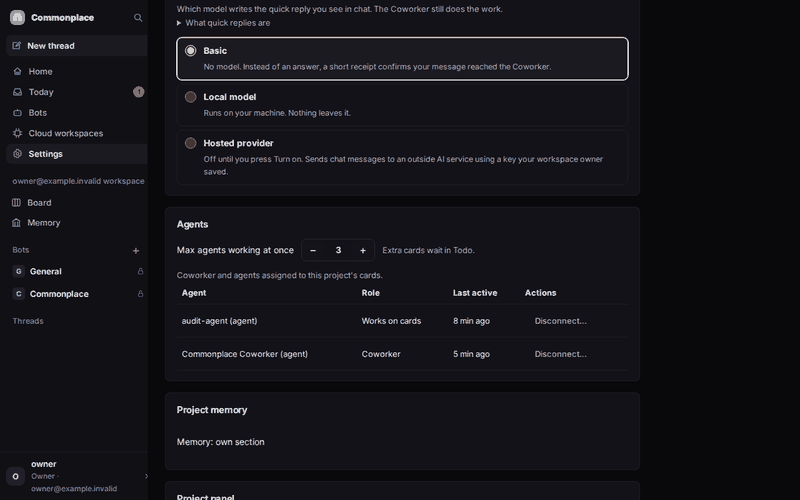 Commonplace
New thread
Home
Today
!
Bots
Cloud workspaces
Settings
owner@example.invalid workspace
Board
Memory
Bots
+
G General
C Commonplace
Threads
O
owner
Owner ·
owner@example.invalid
Which model writes the quick reply you see in chat. The Coworker still does the work.
What quick replies are
Basic
No model. Instead of an answer, a short receipt confirms your message reached the Coworker.
Local model
Runs on your machine. Nothing leaves it.
Hosted provider
Off until you press Turn on. Sends chat messages to an outside AI service using a key your workspace owner
saved.
Agents
Max agents working at once − 3 + Extra cards wait in Todo.
Coworker and agents assigned to this project's cards.
Agent Role Last active Actions
audit-agent (agent) Works on cards 8 min ago Disconnect...
Commonplace Coworker (agent) Coworker 5 min ago Disconnect...
Project memory
Memory: own section
Project panel